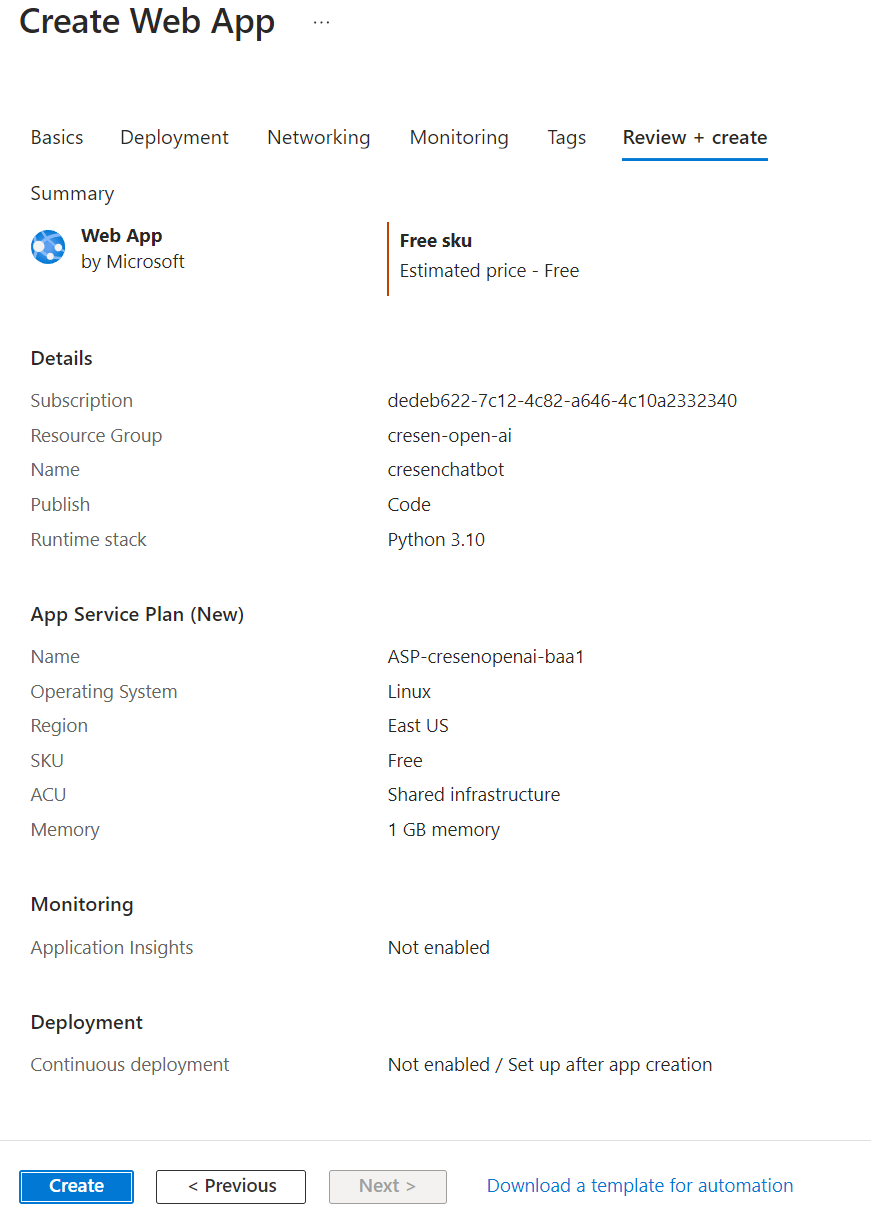 Create Web App ...
Basics Deployment Networking Monitoring Tags Review + create
Summary
Web App
by Microsoft
Free sku
Estimated price - Free
Details
Subscription dedeb622-7c12-4c82-a646-4c10a2332340
Resource Group cresen-open-ai
Name cresenchatbot
Publish Code
Runtime stack Python 3.10
App Service Plan (New)
Name ASP-cresenopenai-baa1
Operating System Linux
Region East US
SKU Free
ACU Shared infrastructure
Memory 1 GB memory
Monitoring
Application Insights Not enabled
Deployment
Continuous deployment Not enabled / Set up after app creation
Create < Previous Next > Download a template for automation